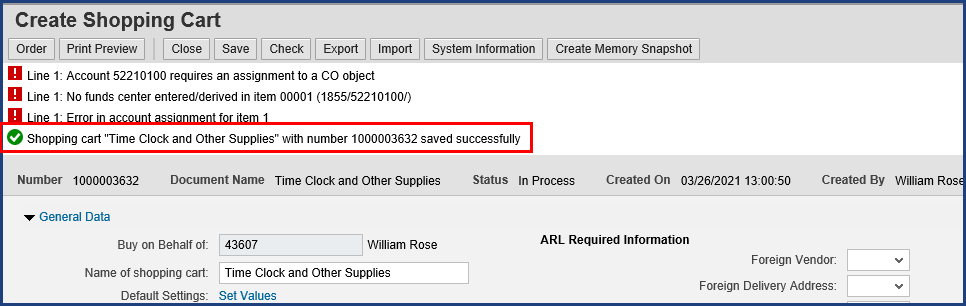 Create Shopping Cart
Order Print Preview Close Save Check Export Import System Information Create Memory Snapshot
Line 1: Account 52210100 requires an assignment to a CO object
Line 1: No funds center entered/derived in item 00001 (1855/52210100/)
Line 1: Error in account assignment for item 1
Shopping cart "Time Clock and Other Supplies" with number 1000003632 saved successfully
Number 1000003632 Document Name Time Clock and Other Supplies Status In Process Created On 03/26/2021 13:00:50 Created By William Rose
General Data
Buy on Behalf of: 43607 William Rose ARL Required Information
Foreign Vendor:
Name of shopping cart: Time Clock and Other Supplies
Foreign Delivery Address:
Default Settings: Set Values